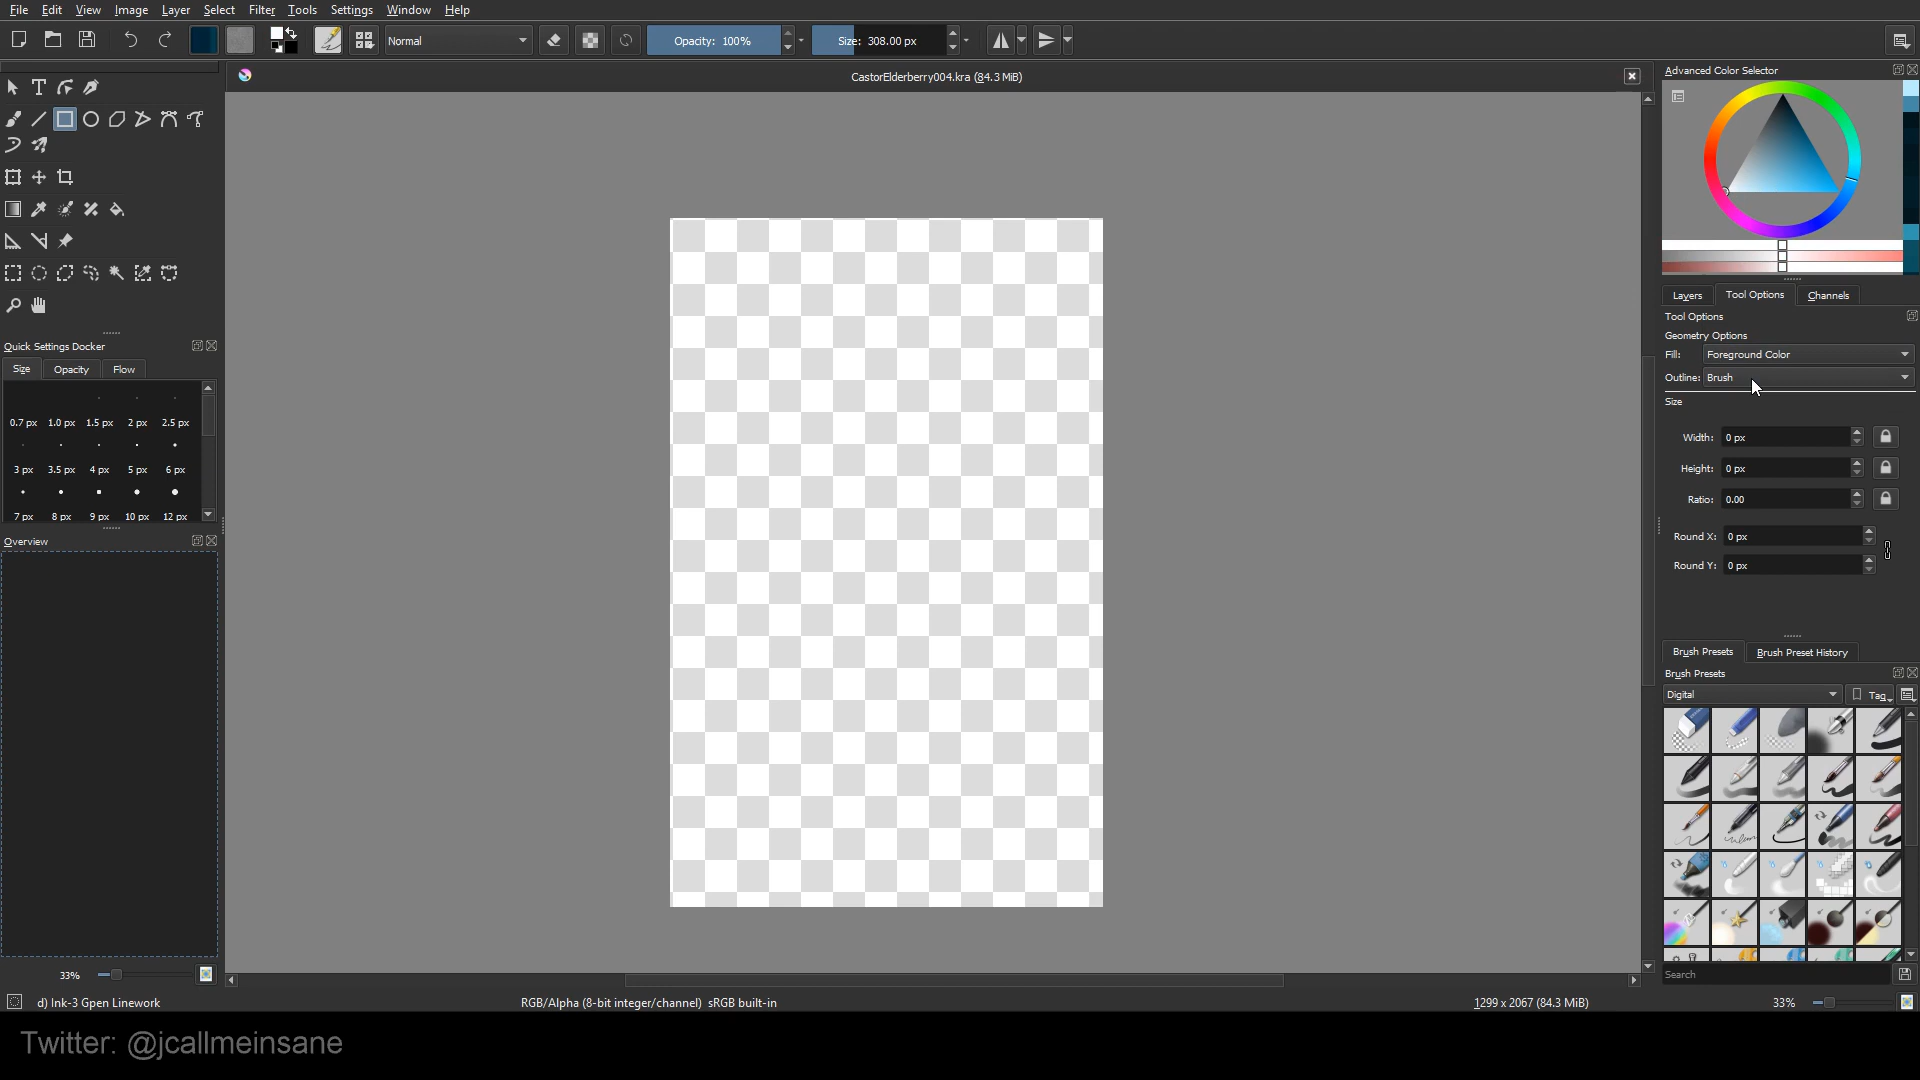 File Edit View Image Layer Select Filter Tools Settings Window Help
Normal Opacity: 100% Size: 308.00 px
CastorElderberry004.kra (84.3 MiB)
Advanced Color Selector
Layers Tool Options Channels
Tool Options
Geometry Options
Fill: Foreground Color
Outline: Brush
Size
Width: 0 px
Height: 0 px
Ratio: 0.00
Round X: 0 px
Round Y: 0 px
Quick Settings Docker
Size Opacity Flow
0.7 px 1.0 px 1.5 px 2 px 2.5 px
3 px 3.5 px 4 px 5 px 6 px
7 px 8 px 9 px 10 px 12 px
Overview
33%
Brush Presets Brush Preset History
Brush Presets
Digital Tag
Search
d) Ink-3 Gpen Linework RGB/Alpha (8-bit integer/channel) sRGB built-in 1299 x 2067 (84.3 MiB) 33%
Twitter: @jcallmeinsane